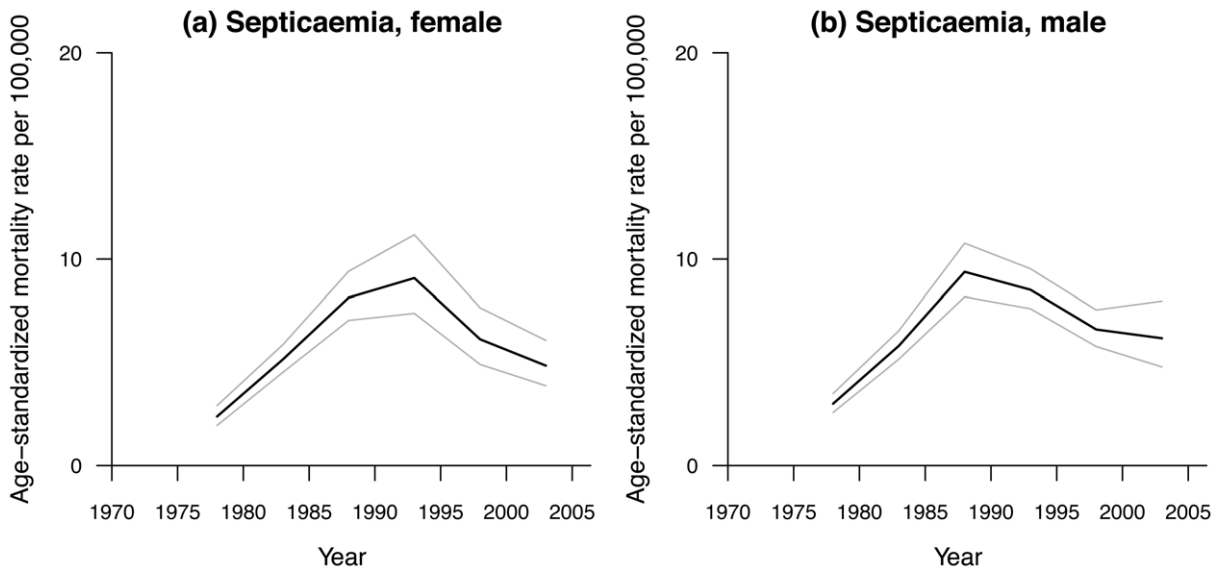 (a) Septicaemia, female
Age−standardized mortality rate per 100,000
20
10
0
1970 1975 1980 1985 1990 1995 2000 2005
Year
(b) Septicaemia, male
Age−standardized mortality rate per 100,000
20
10
0
1970 1975 1980 1985 1990 1995 2000 2005
Year